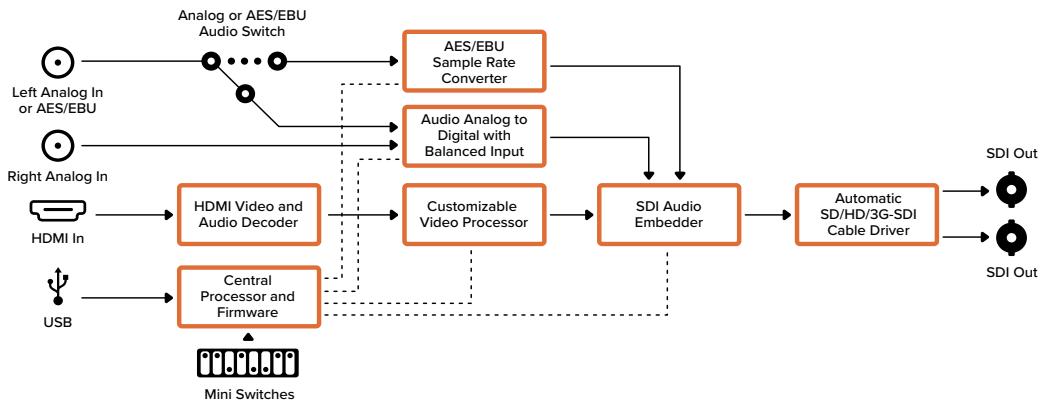 Analog or AES/EBU
Audio Switch
Left Analog In
or AES/EBU
AES/EBU
Sample Rate
Converter
Audio Analog to
Digital with
Balanced Input
Right Analog In
HDMI In
HDMI Video and
Audio Decoder
Customizable
Video Processor
SDI Audio
Embedder
Automatic
SD/HD/3G-SDI
Cable Driver
SDI Out
SDI Out
USB
Central
Processor and
Firmware
Mini Switches